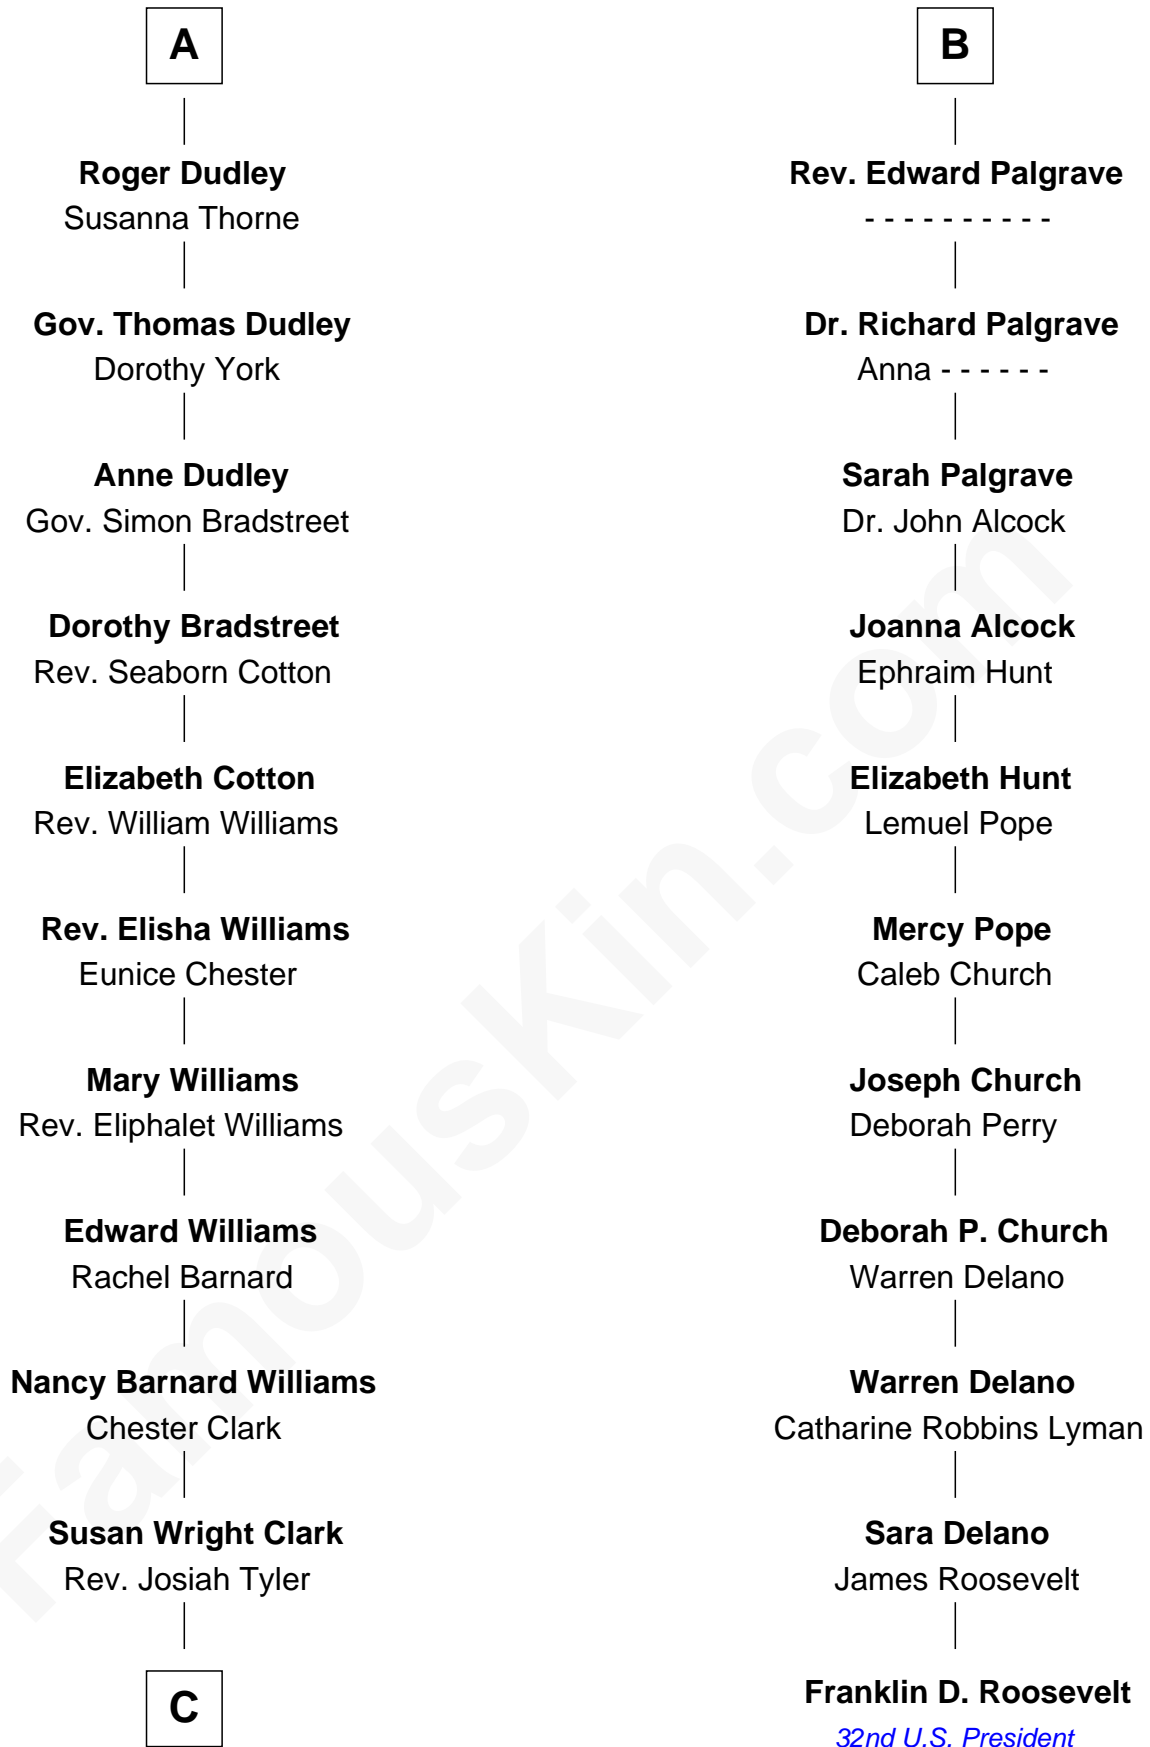 A
Roger Dudley
Susanna Thorne
Gov. Thomas Dudley
Dorothy York
Anne Dudley
Gov. Simon Bradstreet
Dorothy Bradstreet
Rev. Seaborn Cotton
Elizabeth Cotton
Rev. William Williams
Rev. Elisha Williams
Eunice Chester
Mary Williams
Rev. Eliphalet Williams
Edward Williams
Rachel Barnard
Nancy Barnard Williams
Chester Clark
Susan Wright Clark
Rev. Josiah Tyler
C
B
Rev. Edward Palgrave
- - - - - - - - - -
Dr. Richard Palgrave
Anna - - - - - -
Sarah Palgrave
Dr. John Alcock
Joanna Alcock
Ephraim Hunt
Elizabeth Hunt
Lemuel Pope
Mercy Pope
Caleb Church
Joseph Church
Deborah Perry
Deborah P. Church
Warren Delano
Warren Delano
Catharine Robbins Lyman
Sara Delano
James Roosevelt
Franklin D. Roosevelt
32nd U.S. President
FamousKin.com